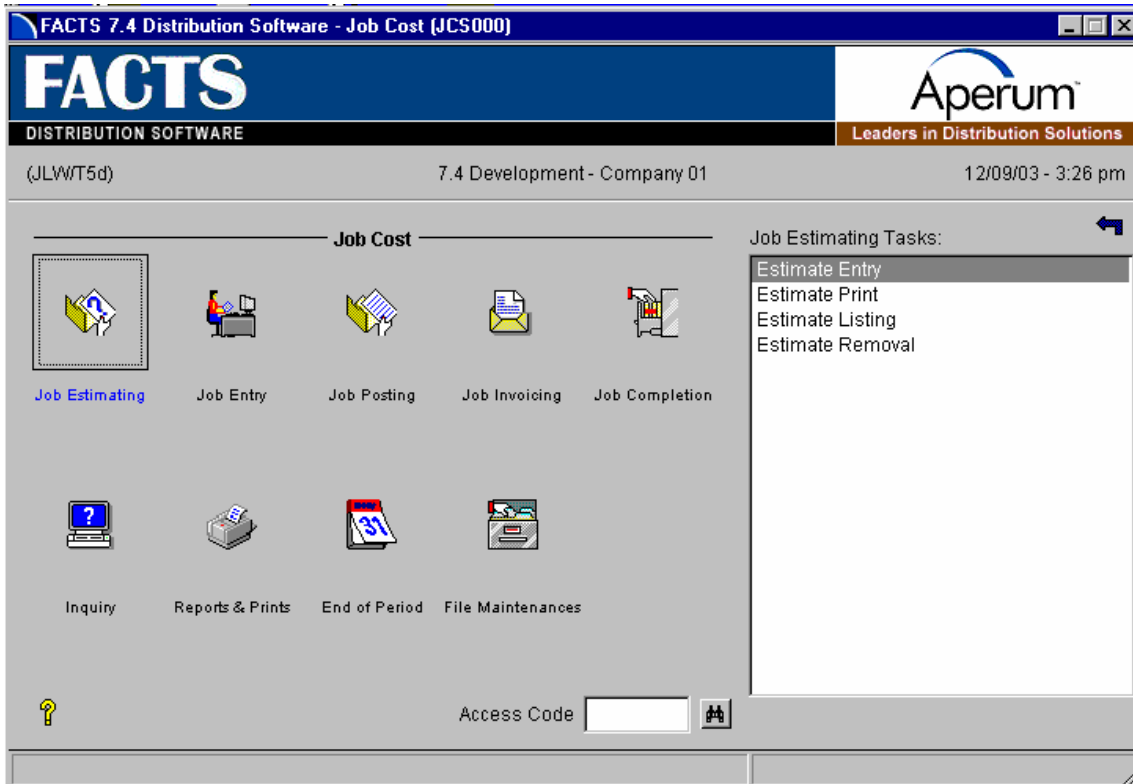 FACTS 7.4 Distribution Software - Job Cost (JCS000)
FACTS
DISTRIBUTION SOFTWARE
Aperum™
Leaders in Distribution Solutions
(JLW/T5d)
7.4 Development - Company 01
12/09/03 - 3:26 pm
Job Cost
Job Estimating
Job Entry
Job Posting
Job Invoicing
Job Completion
Inquiry
Reports & Prints
End of Period
File Maintenances
Job Estimating Tasks:
Estimate Entry
Estimate Print
Estimate Listing
Estimate Removal
Access Code